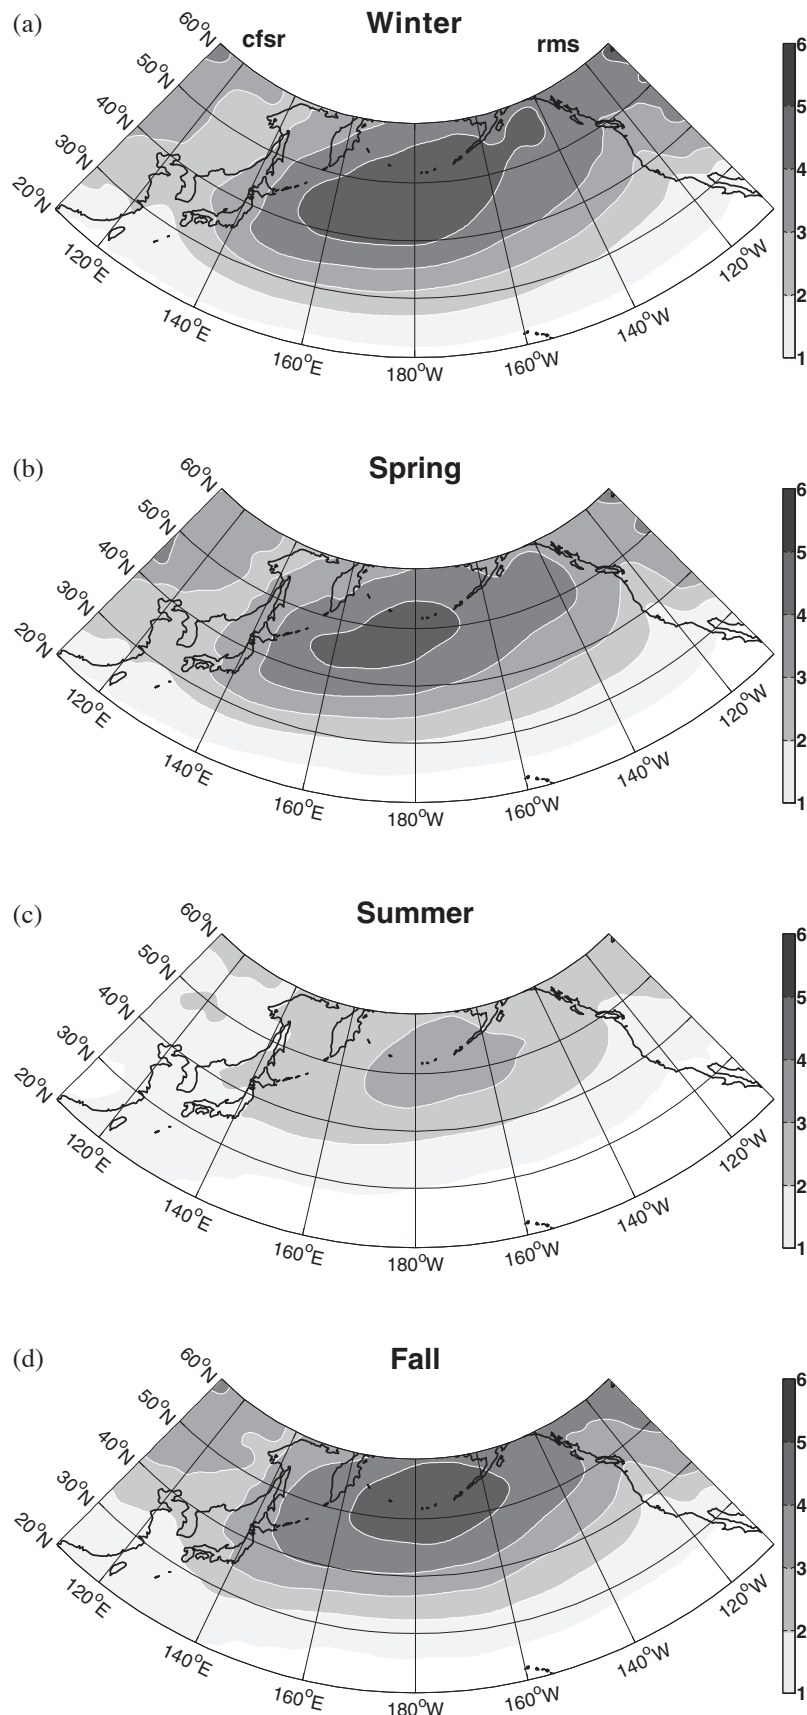 (a)
Winter
cfsr
rms
60°N
50°N
40°N
30°N
20°N
120°E
140°E
160°E
180°W
160°W
140°W
120°W
6
5
4
3
2
1
(b)
Spring
60°N
50°N
40°N
30°N
20°N
120°E
140°E
160°E
180°W
160°W
140°W
120°W
6
5
4
3
2
1
(c)
Summer
60°N
50°N
40°N
30°N
20°N
120°E
140°E
160°E
180°W
160°W
140°W
120°W
6
5
4
3
2
1
(d)
Fall
60°N
50°N
40°N
30°N
20°N
120°E
140°E
160°E
180°W
160°W
140°W
120°W
6
5
4
3
2
1